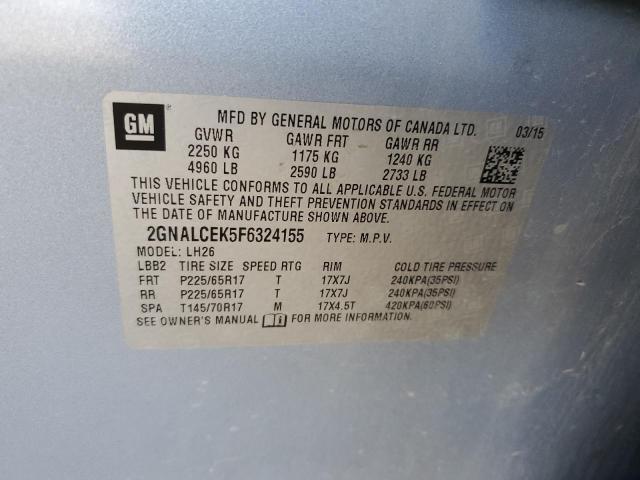 GM
MFD BY GENERAL MOTORS OF CANADA LTD. 03/15
GVWR GAWR FRT GAWR RR
2250 KG 1175 KG 1240 KG
4960 LB 2590 LB 2733 LB
THIS VEHICLE CONFORMS TO ALL APPLICABLE U.S. FEDERAL MOTOR
VEHICLE SAFETY AND THEFT PREVENTION STANDARDS IN EFFECT ON
THE DATE OF MANUFACTURE SHOWN ABOVE.
2GNALCEK5F6324155 TYPE: M.P.V.
MODEL: LH26
LBB2 TIRE SIZE SPEED RTG RIM COLD TIRE PRESSURE
FRT P225/65R17 T 17X7J 240KPA(35PSI)
RR P225/65R17 T 17X7J 240KPA(35PSI)
SPA T145/70R17 M 17X4.5T 420KPA(60PSI)
SEE OWNER'S MANUAL FOR MORE INFORMATION.